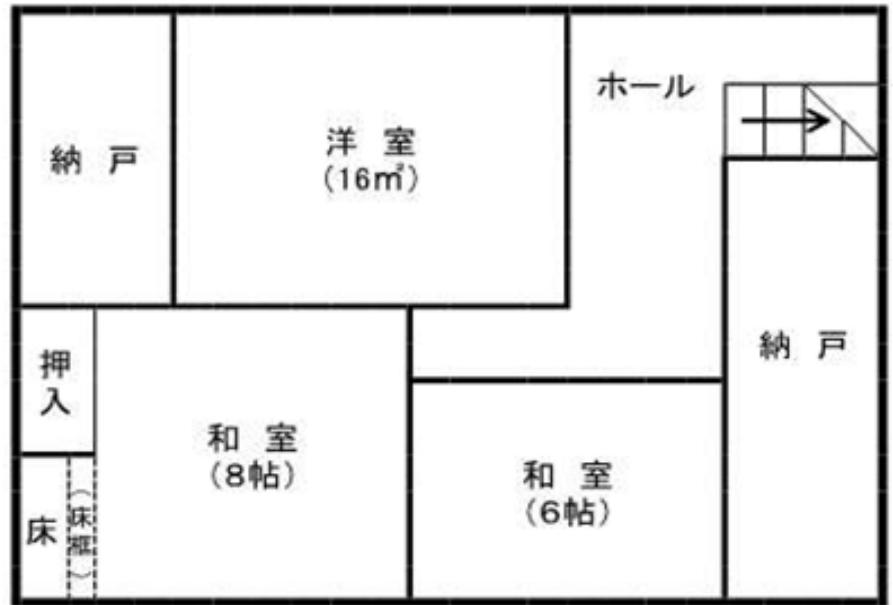 納 戸
洋 室
(16㎡)
ホール
納 戸
押
入
和 室
(8帖)
和 室
(6帖)
床
(床框)